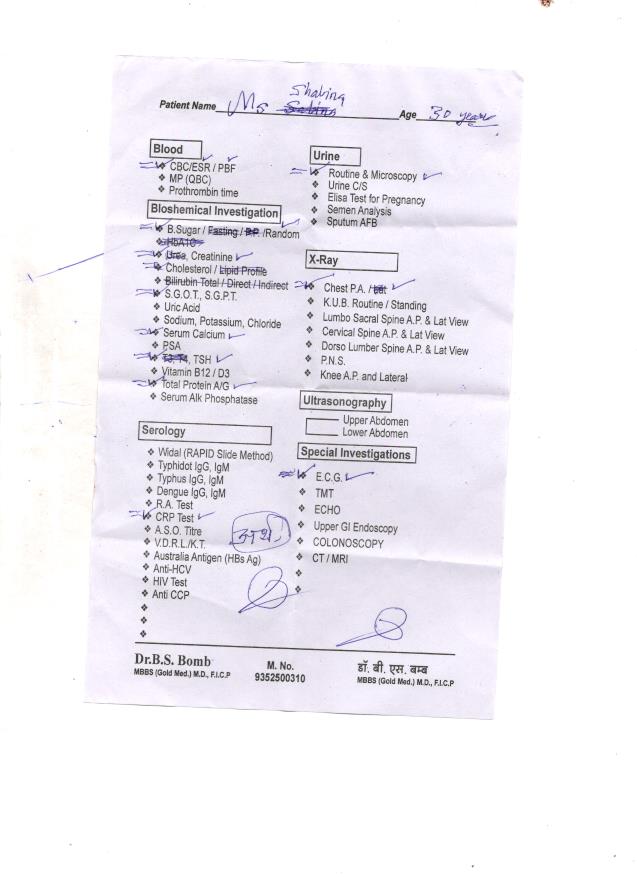 Shabina
Patient Name Ms Sabina Age 30 years
Blood
❖ CBC/ESR / PBF
❖ MP (QBC)
❖ Prothrombin time
Bioshemical Investigation
❖ B.Sugar / Fasting / P.P. /Random
❖ HbA1C
❖ Urea, Creatinine
❖ Cholesterol / Lipid Profile
❖ Bilirubin Total / Direct / Indirect
❖ S.G.O.T., S.G.P.T.
❖ Uric Acid
❖ Sodium, Potassium, Chloride
❖ Serum Calcium
❖ PSA
❖ T3, T4, TSH
❖ Vitamin B12 / D3
❖ Total Protein A/G
❖ Serum Alk Phosphatase
Serology
❖ Widal (RAPID Slide Method)
❖ Typhidot IgG, IgM
❖ Typhus IgG, IgM
❖ Dengue IgG, IgM
❖ R.A. Test
❖ CRP Test
❖ A.S.O. Titre
❖ V.D.R.L./K.T.
❖ Australia Antigen (HBs Ag)
❖ Anti-HCV
❖ HIV Test
❖ Anti CCP
Urine
❖ Routine & Microscopy
❖ Urine C/S
❖ Elisa Test for Pregnancy
❖ Semen Analysis
❖ Sputum AFB
X-Ray
❖ Chest P.A. / Lat
❖ K.U.B. Routine / Standing
❖ Lumbo Sacral Spine A.P. & Lat View
❖ Cervical Spine A.P. & Lat View
❖ Dorso Lumber Spine A.P. & Lat View
❖ P.N.S.
❖ Knee A.P. and Lateral
Ultrasonography
Upper Abdomen
Lower Abdomen
Special Investigations
❖ E.C.G.
❖ TMT
❖ ECHO
❖ Upper GI Endoscopy
❖ COLONOSCOPY
❖ CT / MRI
Dr.B.S. Bomb
MBBS (Gold Med.) M.D., F.I.C.P
M. No.
9352500310
डॉ. बी. एस. बम्ब
MBBS (Gold Med.) M.D., F.I.C.P